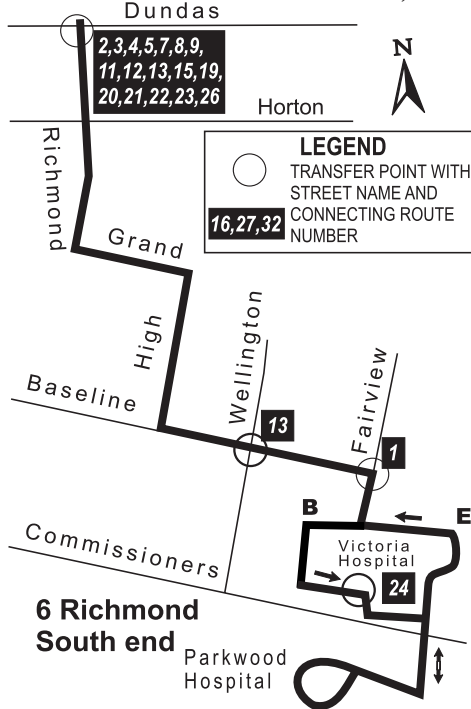 Dundas
2,3,4,5,7,8,9,
11,12,13,15,19,
20,21,22,23,26
N
Horton
Richmond
LEGEND
TRANSFER POINT WITH
STREET NAME AND
CONNECTING ROUTE
NUMBER
16,27,32
Grand
High
Wellington
Fairview
Baseline
13
1
B
E
Commissioners
Victoria
Hospital
24
6 Richmond
South end
Parkwood
Hospital